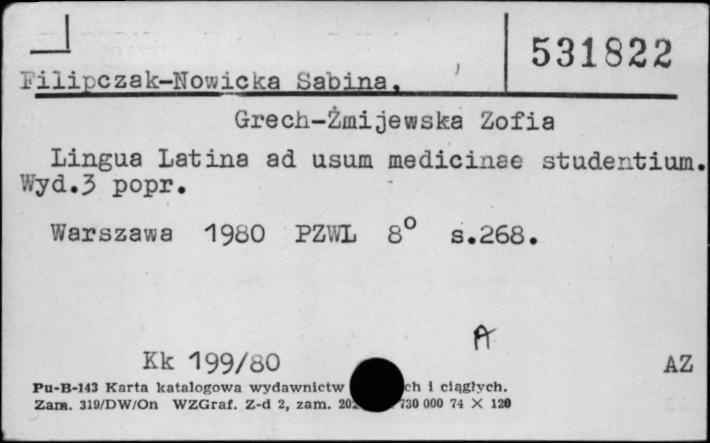 531822
Filipczak-Nowicka Sabina,
Grech-Żmijewska Zofia
Lingua Latina ad usum medicinae studentium.
Wyd.3 popr.
Warszawa 1980 PZWL 8° s.268.
A
Kk 199/80
AZ
Pu-B-143 Karta katalogowa wydawnictw ch i ciągłych.
Zam. 319/DW/On WZGraf. Z-d 2, zam. 202 730 000 74 X 120